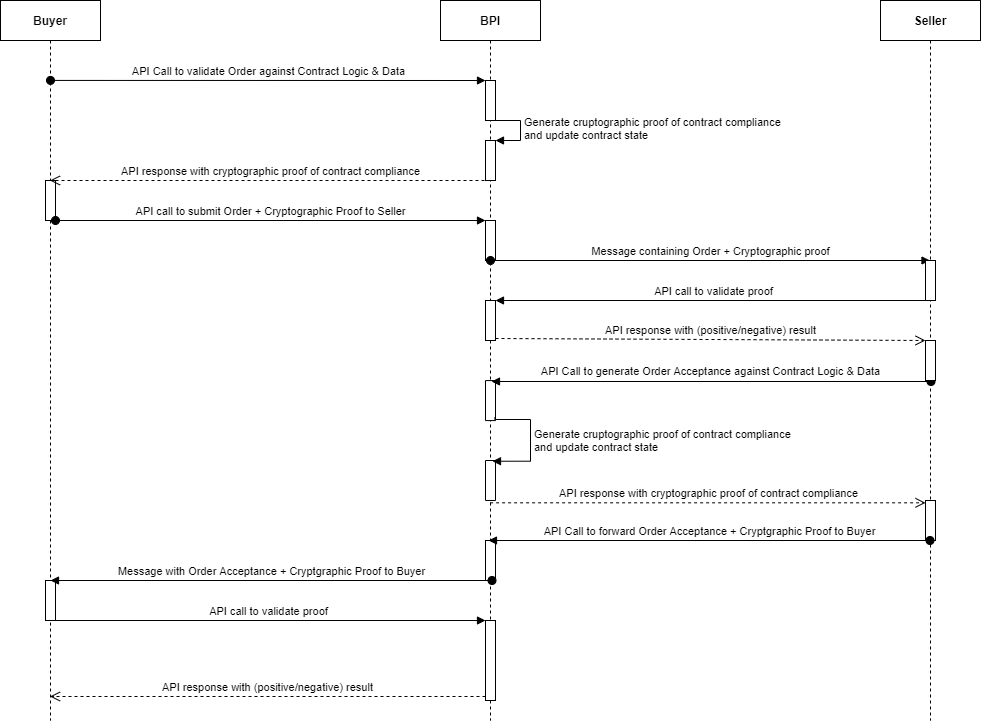 Buyer
BPI
Seller
API Call to validate Order against Contract Logic & Data
Generate cruptographic proof of contract compliance
and update contract state
API response with cryptographic proof of contract compliance
API call to submit Order + Cryptographic Proof to Seller
Message containing Order + Cryptographic proof
API call to validate proof
API response with (positive/negative) result
API Call to generate Order Acceptance against Contract Logic & Data
Generate cruptographic proof of contract compliance
and update contract state
API response with cryptographic proof of contract compliance
API Call to forward Order Acceptance + Cryptgraphic Proof to Buyer
Message with Order Acceptance + Cryptgraphic Proof to Buyer
API call to validate proof
API response with (positive/negative) result